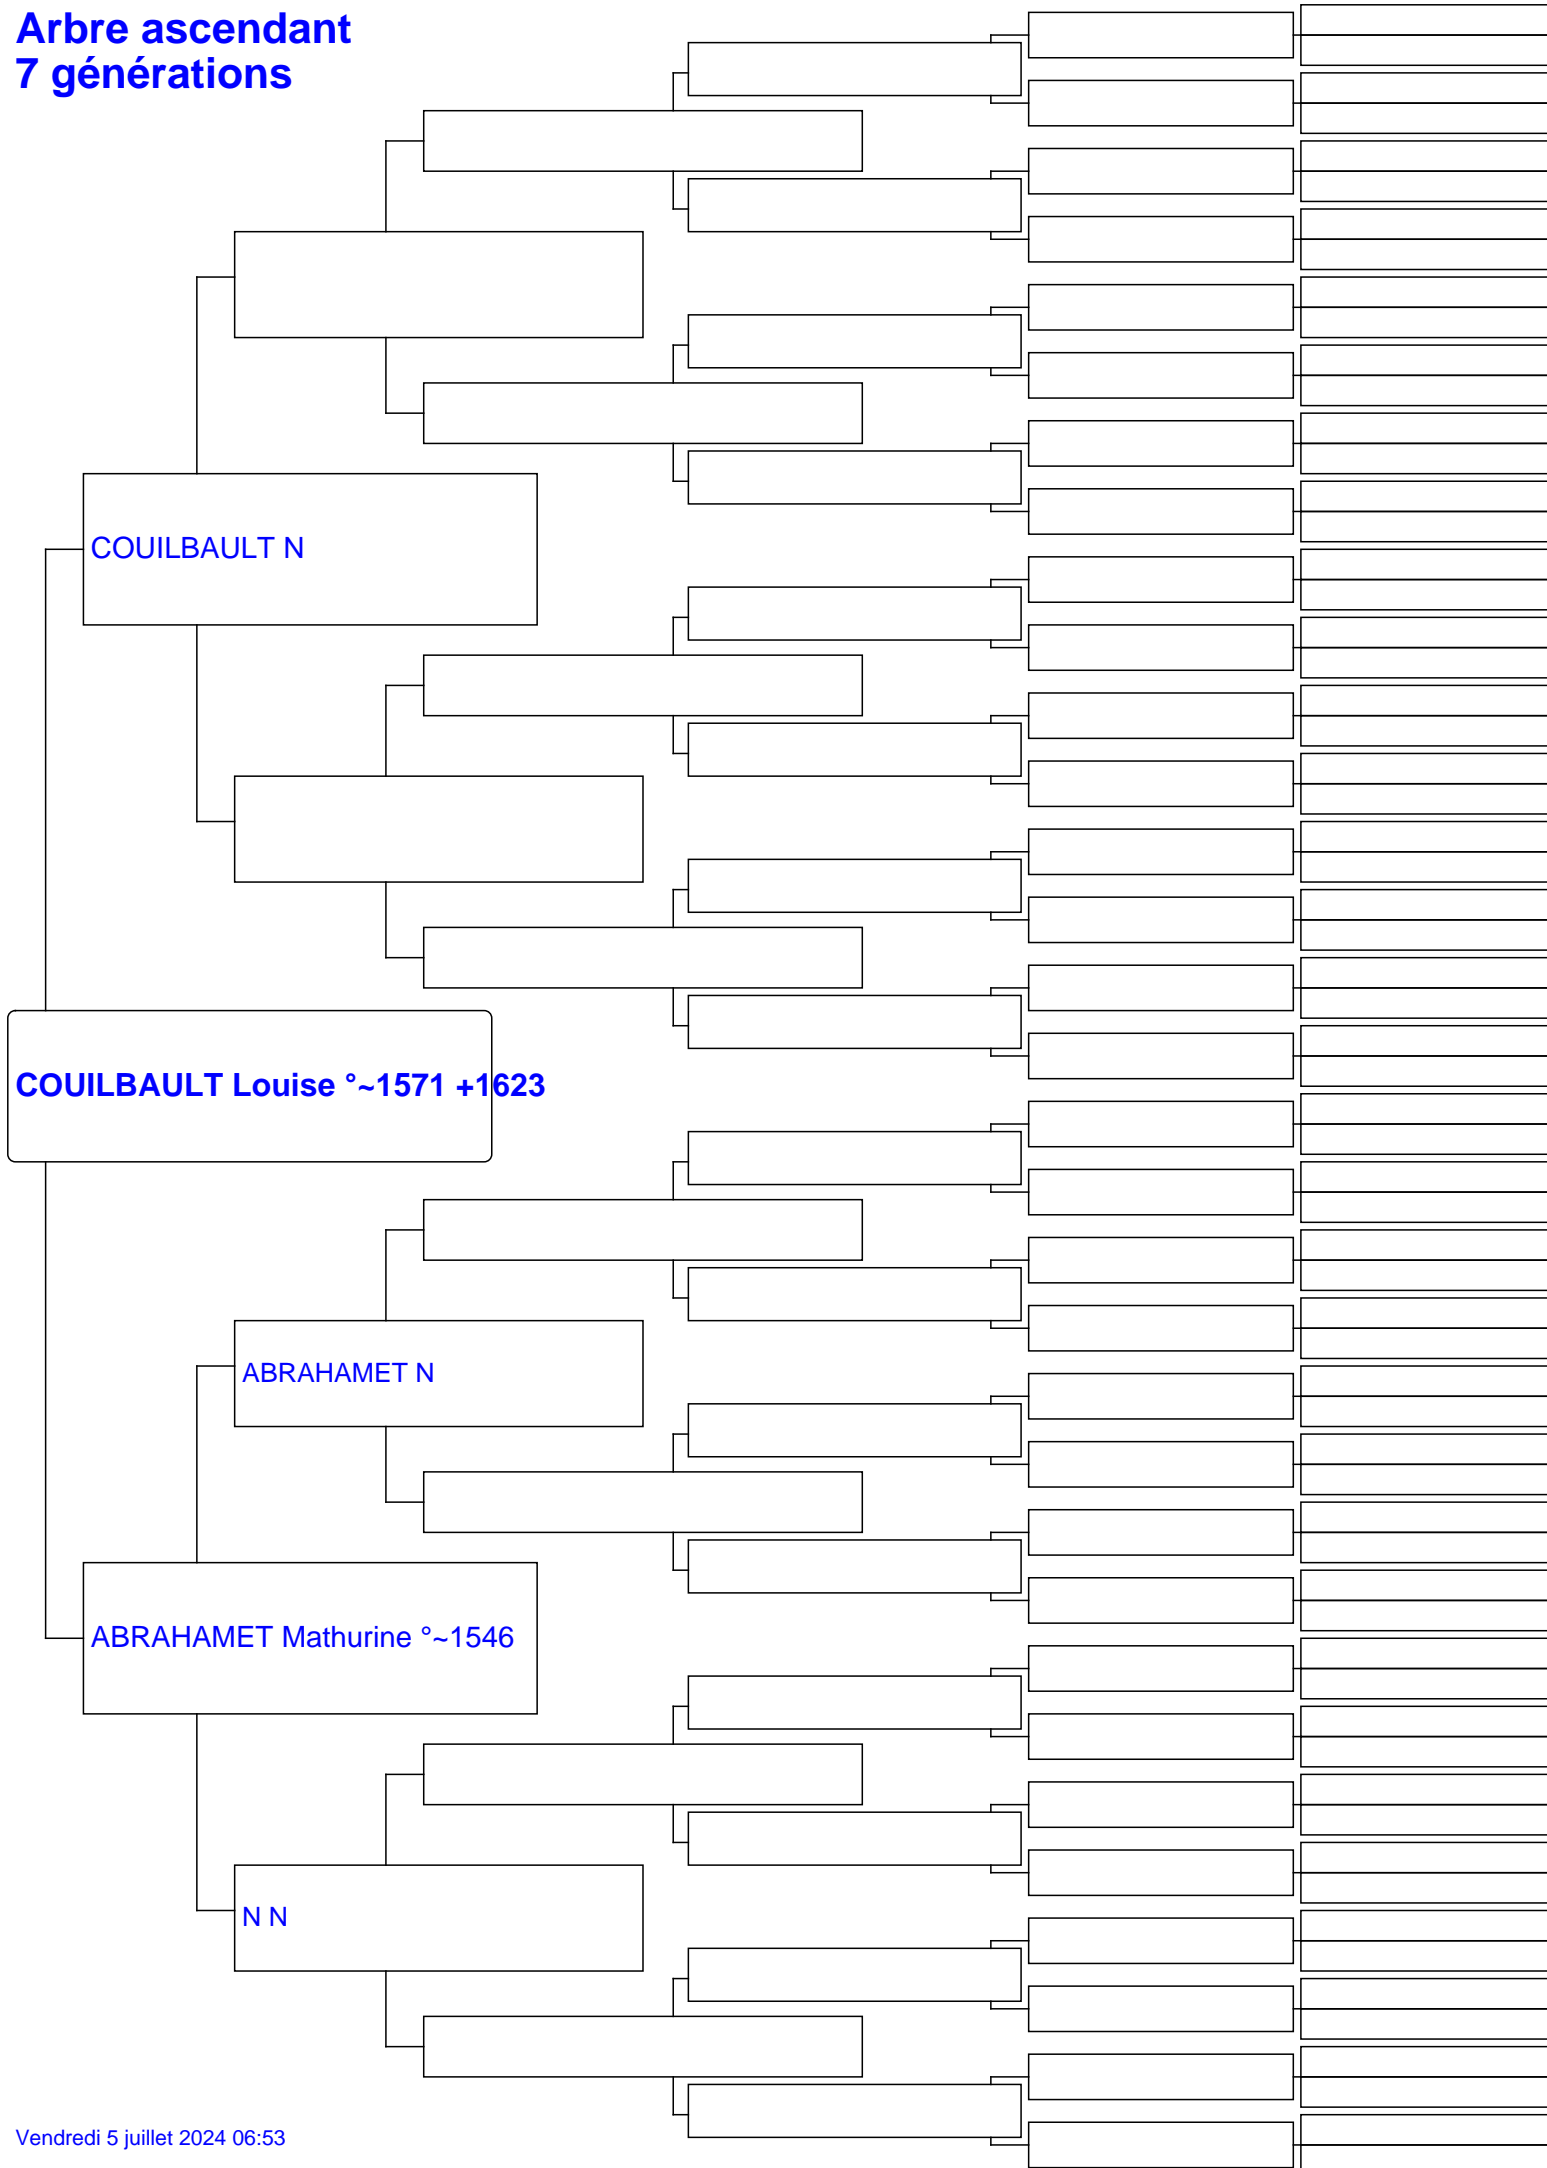 Arbre ascendant
7 générations
COUILBAULT N
COUILBAULT Louise °~1571 +1623
ABRAHAMET N
ABRAHAMET Mathurine °~1546
N N
Vendredi 5 juillet 2024 06:53